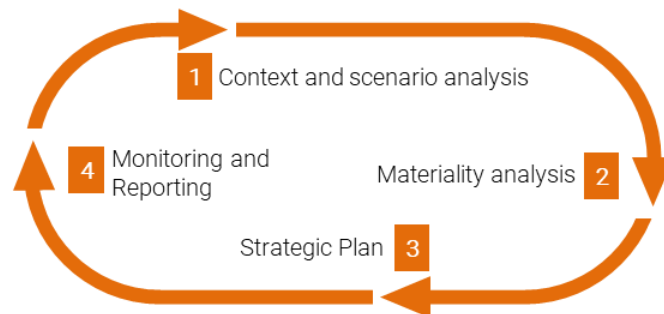 1 Context and scenario analysis
Materiality analysis 2
Strategic Plan 3
4 Monitoring and
Reporting